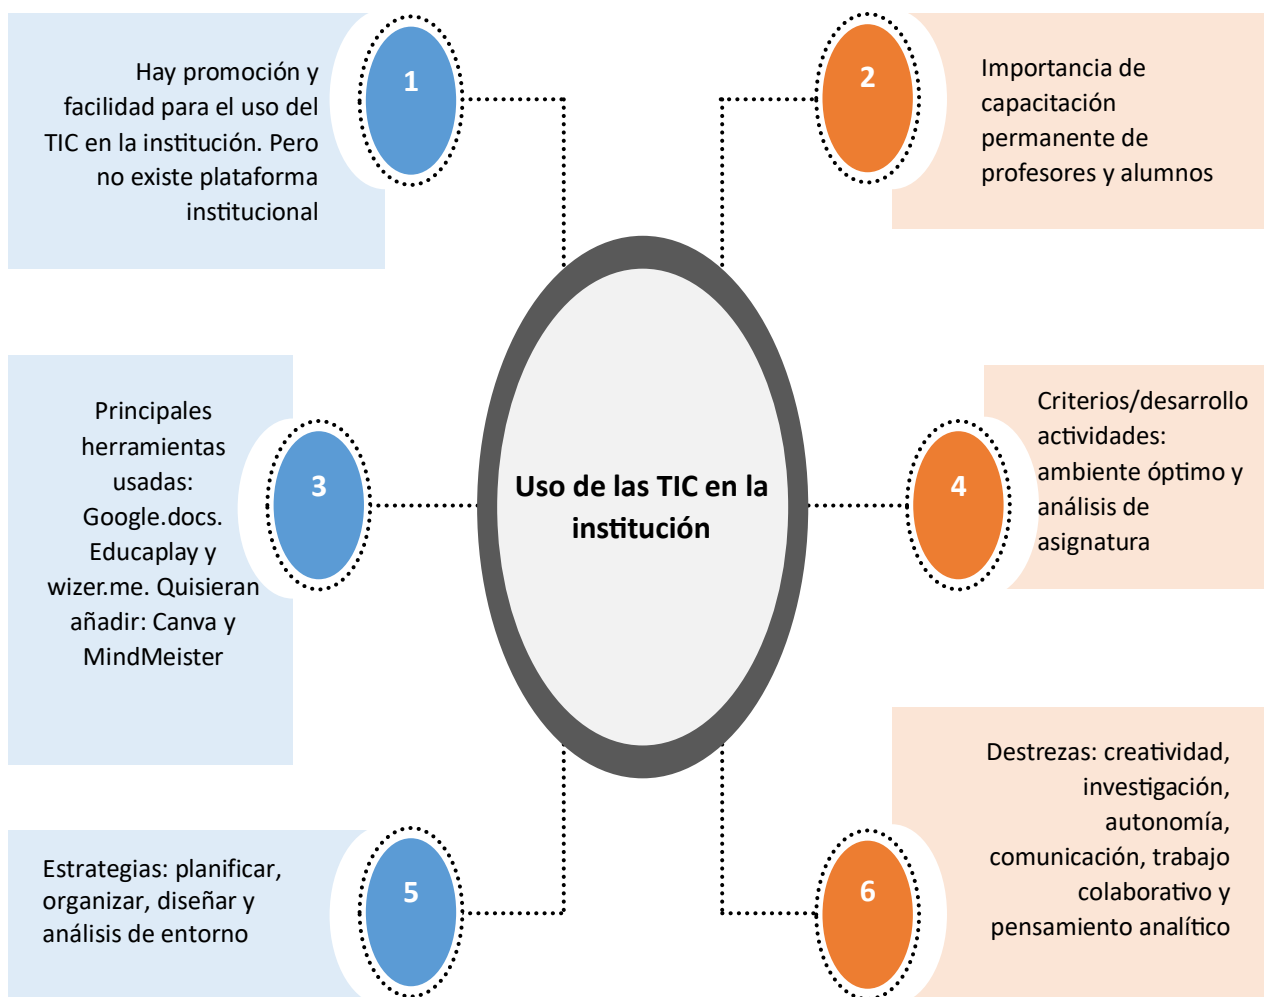 1
Hay promoción y
facilidad para el uso del
TIC en la institución. Pero
no existe plataforma
institucional
2
Importancia de
capacitación
permanente de
profesores y alumnos
Principales
herramientas
usadas:
Google.docs.
Educaplay y
wizer.me. Quisieran
añadir: Canva y
MindMeister
3
Uso de las TIC en la
institución
4
Criterios/desarrollo
actividades:
ambiente óptimo y
análisis de
asignatura
Estrategias: planificar,
organizar, diseñar y
análisis de entorno
5
6
Destrezas: creatividad,
investigación,
autonomía,
comunicación, trabajo
colaborativo y
pensamiento analítico